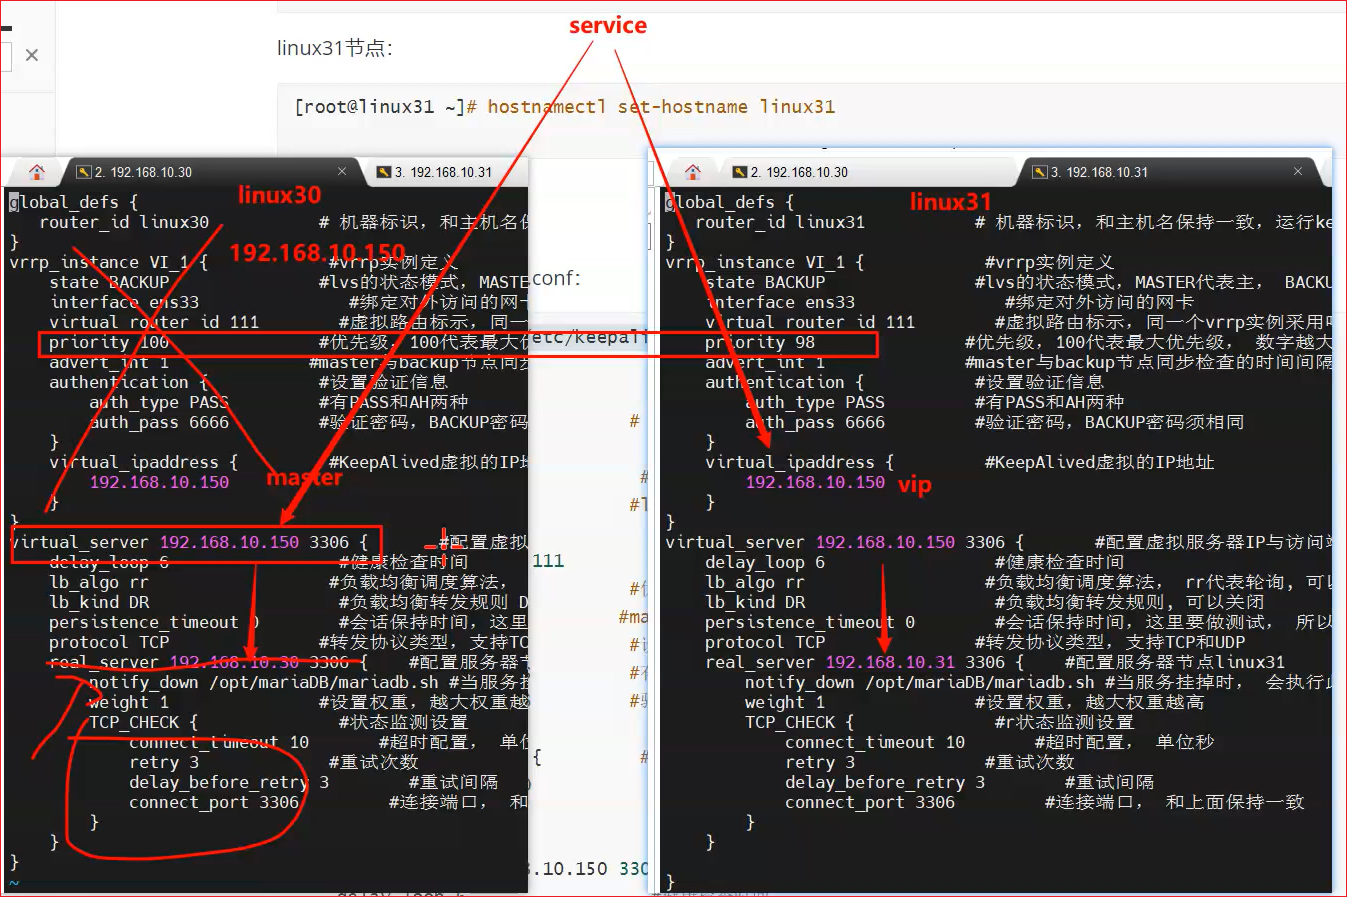 service
linux31节点：
[root@linux31 ~]# hostnamectl set-hostname linux31
2. 192.168.10.30
3. 192.168.10.31
linux30
192.168.10.150
global_defs {
router_id linux30 # 机器标识，和主机名保
}
vrrp_instance VI_1 { #vrrp实例定义
state BACKUP #lvs的状态模式，MASTE
interface ens33 #绑定对外访问的网卡
virtual_router_id 111 #虚拟路由标示，同一
priority 100 #优先级，100代表最大优
advert_int 1 #master与backup节点同步
authentication { #设置验证信息
auth_type PASS #有PASS和AH两种
auth_pass 6666 #验证密码，BACKUP密码
}
virtual_ipaddress { #KeepAlived虚拟的IP地
192.168.10.150
}
}
master
virtual_server 192.168.10.150 3306 { #配置虚拟
delay_loop 6 #健康检查时间
lb_algo rr #负载均衡调度算法，
lb_kind DR #负载均衡转发规则 D
persistence_timeout 0 #会话保持时间，这里
protocol TCP #转发协议类型，支持TC
real_server 192.168.10.30 3306 { #配置服务器节
notify_down /opt/mariaDB/mariadb.sh #当服务挂
weight 1 #设置权重，越大权重越
TCP_CHECK { #状态监测设置
connect_timeout 10 #超时配置， 单位
retry 3 #重试次数
delay_before_retry 3 #重试间隔
connect_port 3306 #连接端口， 和
}
}
}
~
conf：
etc/keepali
#
#
#l
111
#
#ma
#
#
#
{ #
.10.150 330
2. 192.168.10.30
3. 192.168.10.31
linux31
global_defs {
router_id linux31 # 机器标识，和主机名保持一致，运行ke
}
vrrp_instance VI_1 { #vrrp实例定义
state BACKUP #lvs的状态模式，MASTER代表主， BACKU
interface ens33 #绑定对外访问的网卡
virtual_router_id 111 #虚拟路由标示，同一个vrrp实例采用
priority 98 #优先级，100代表最大优先级， 数字越大
advert_int 1 #master与backup节点同步检查的时间间隔
authentication { #设置验证信息
auth_type PASS #有PASS和AH两种
auth_pass 6666 #验证密码，BACKUP密码须相同
}
virtual_ipaddress { #KeepAlived虚拟的IP地址
192.168.10.150
}
}
vip
virtual_server 192.168.10.150 3306 { #配置虚拟服务器IP与访问
delay_loop 6 #健康检查时间
lb_algo rr #负载均衡调度算法， rr代表轮询，可以
lb_kind DR #负载均衡转发规则，可以关闭
persistence_timeout 0 #会话保持时间，这里要做测试， 所以
protocol TCP #转发协议类型，支持TCP和UDP
real_server 192.168.10.31 3306 { #配置服务器节点linux31
notify_down /opt/mariaDB/mariadb.sh #当服务挂掉时， 会执行此
weight 1 #设置权重，越大权重越高
TCP_CHECK { #r状态监测设置
connect_timeout 10 #超时配置， 单位秒
retry 3 #重试次数
delay_before_retry 3 #重试间隔
connect_port 3306 #连接端口， 和上面保持一致
}
}
}